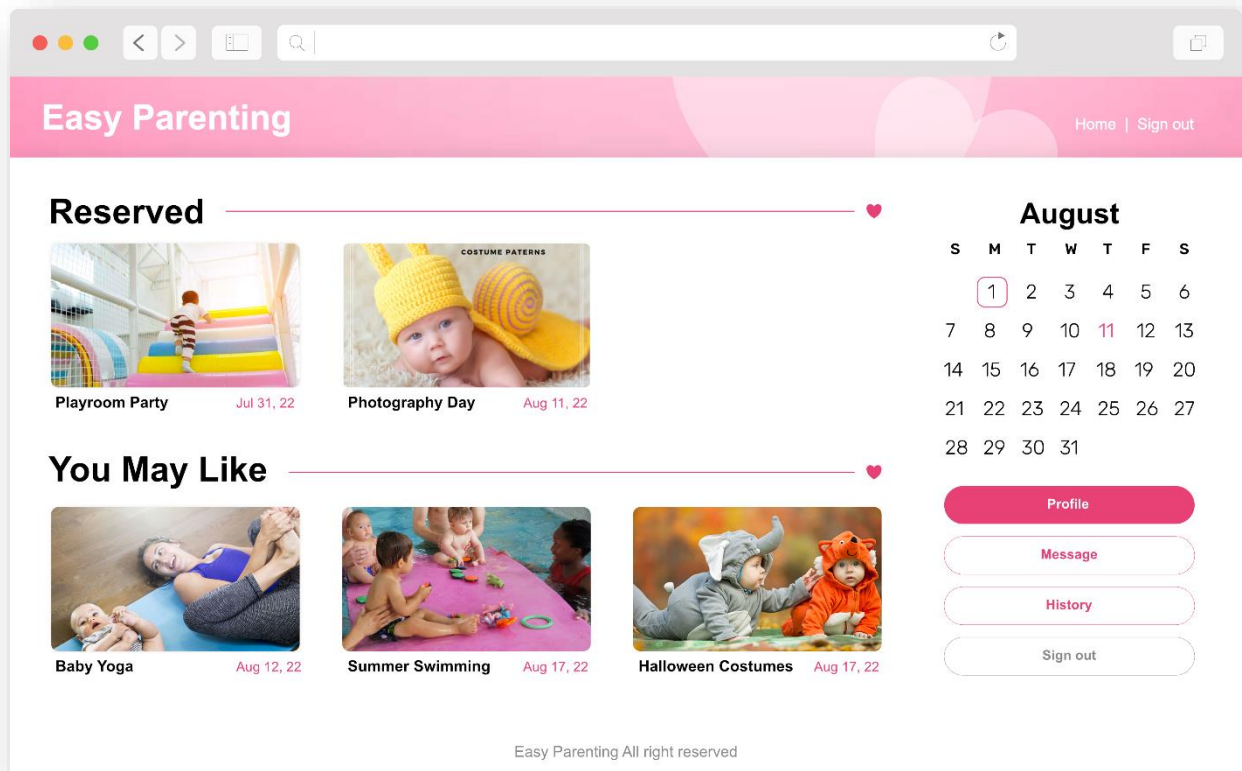 Easy Parenting
Home | Sign out
Reserved
COSTUME PATERNS
Playroom Party Jul 31, 22
Photography Day Aug 11, 22
You May Like
Baby Yoga Aug 12, 22
Summer Swimming Aug 17, 22
Halloween Costumes Aug 17, 22
August
S M T W T F S
1 2 3 4 5 6
7 8 9 10 11 12 13
14 15 16 17 18 19 20
21 22 23 24 25 26 27
28 29 30 31
Profile
Message
History
Sign out
Easy Parenting All right reserved